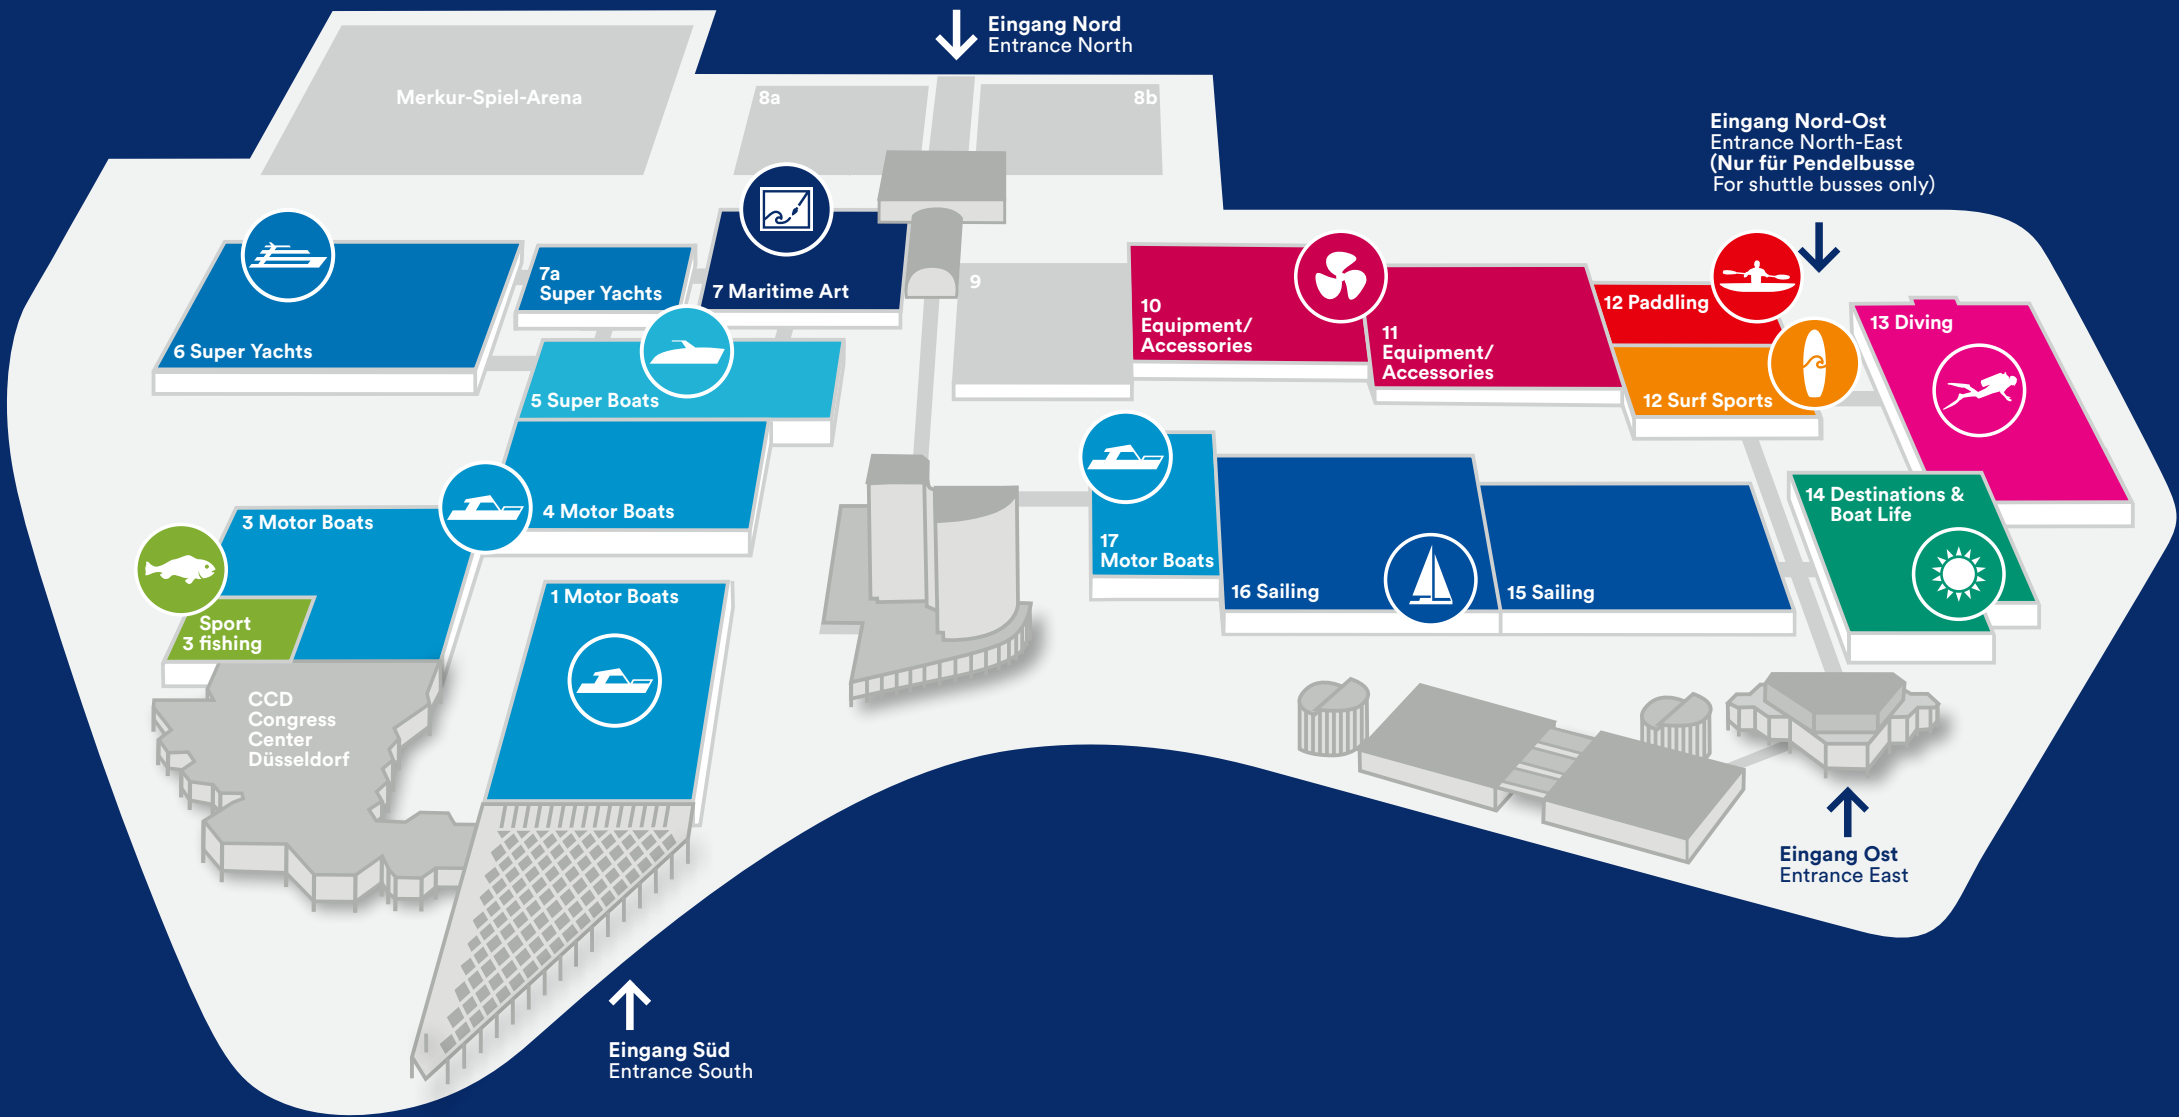 Eingang Nord
Entrance North
Merkur-Spiel-Arena
8a
8b
Eingang Nord-Ost
Entrance North-East
(Nur für Pendelbusse
For shuttle busses only)
7a
Super Yachts
7 Maritime Art
9
6 Super Yachts
5 Super Boats
10
Equipment/
Accessories
11
Equipment/
Accessories
12 Paddling
12 Surf Sports
13 Diving
3 Motor Boats
4 Motor Boats
Sport
3 fishing
1 Motor Boats
17
Motor Boats
16 Sailing
15 Sailing
14 Destinations &
Boat Life
CCD
Congress
Center
Düsseldorf
Eingang Ost
Entrance East
Eingang Süd
Entrance South